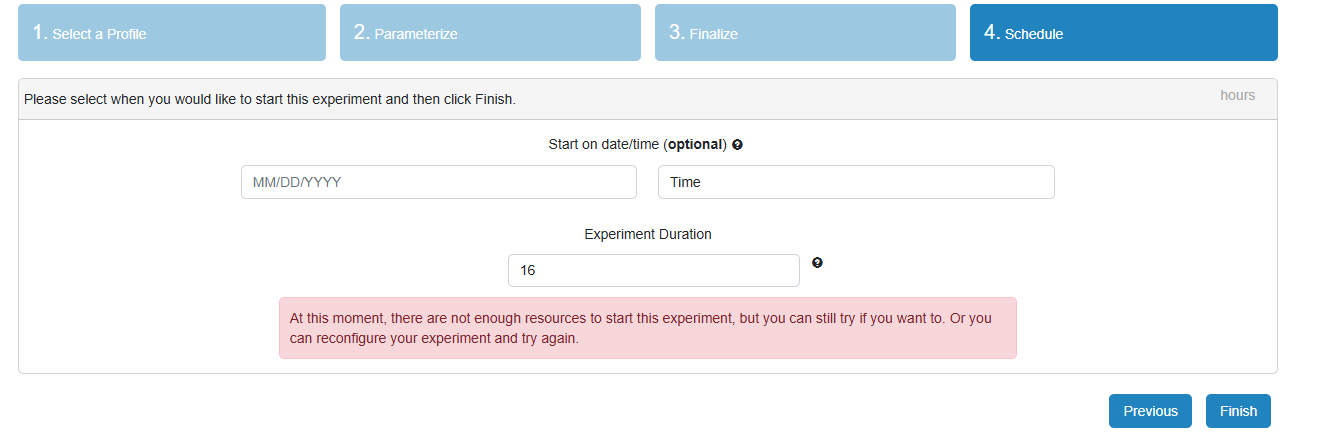 1. Select a Profile
2. Parameterize
3. Finalize
4. Schedule
Please select when you would like to start this experiment and then click Finish.
hours
Start on date/time (optional)
MM/DD/YYYY
Time
Experiment Duration
16
At this moment, there are not enough resources to start this experiment, but you can still try if you want to. Or you
can reconfigure your experiment and try again.
Previous
Finish